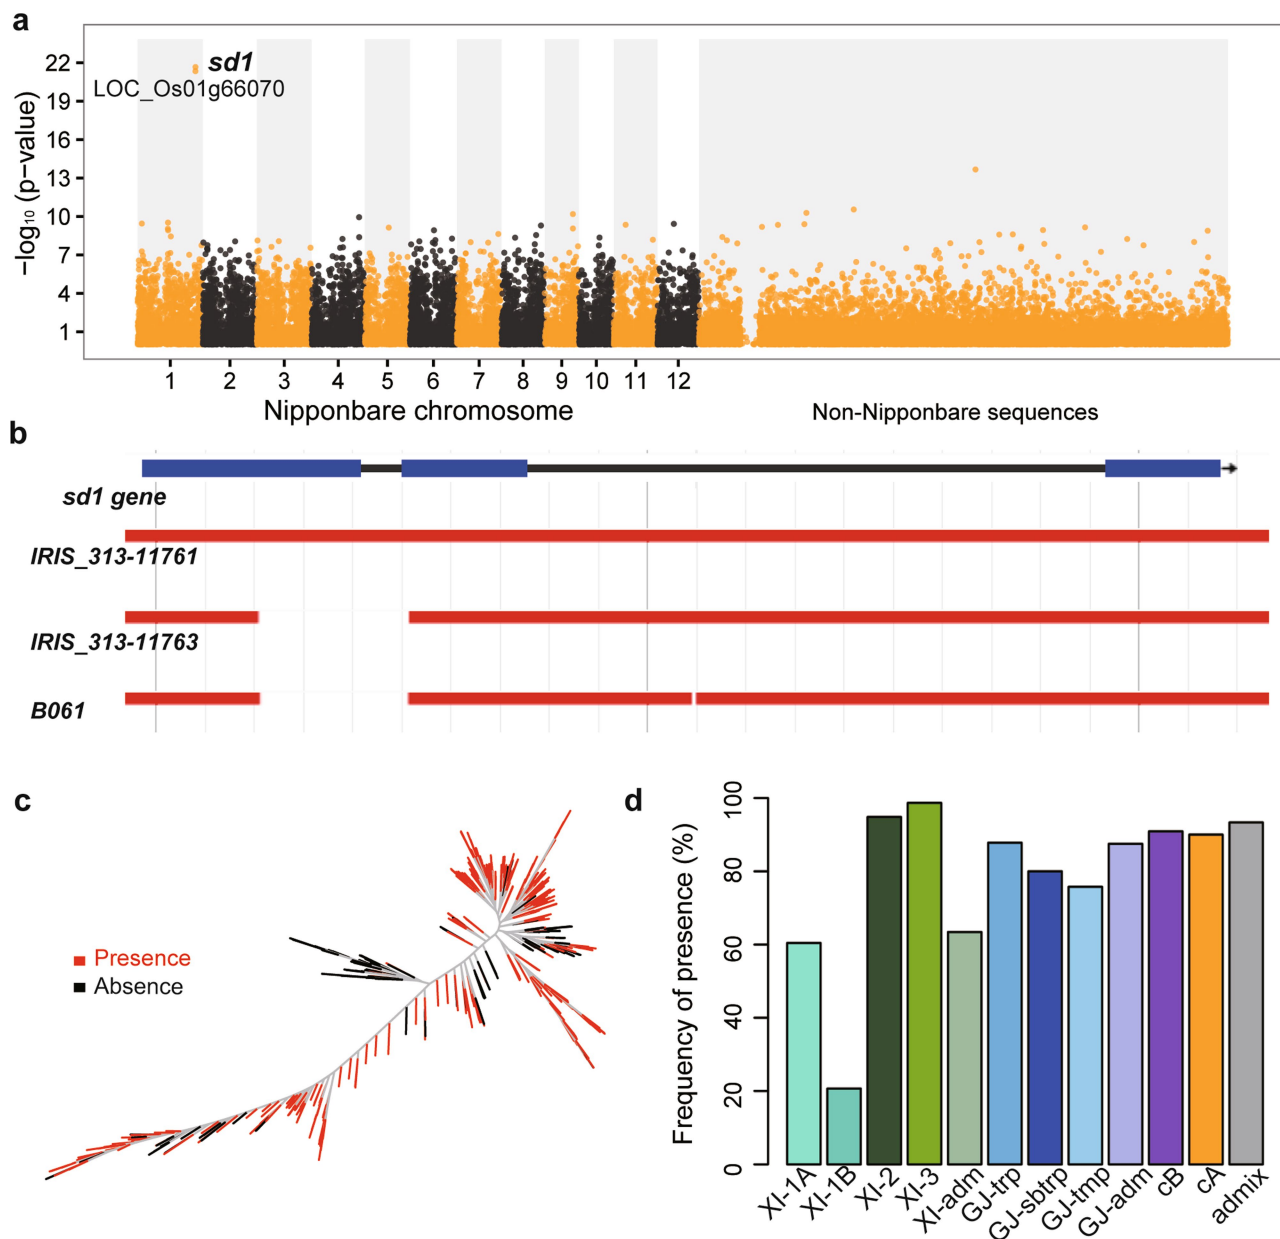 a
sd1
LOC_Os01g66070
−log10 (p−value)
22
19
16
13
10
7
4
1
1 2 3 4 5 6 7 8 9 10 11 12
Nipponbare chromosome
Non-Nipponbare sequences
b
sd1 gene
IRIS_313-11761
IRIS_313-11763
B061
c
Presence
Absence
d
Frequency of presence (%)
100
80
60
40
20
0
XI-1A
XI-1B
XI-2
XI-3
XI-adm
GJ-trp
GJ-sbtrp
GJ-tmp
GJ-adm
cB
cA
admix